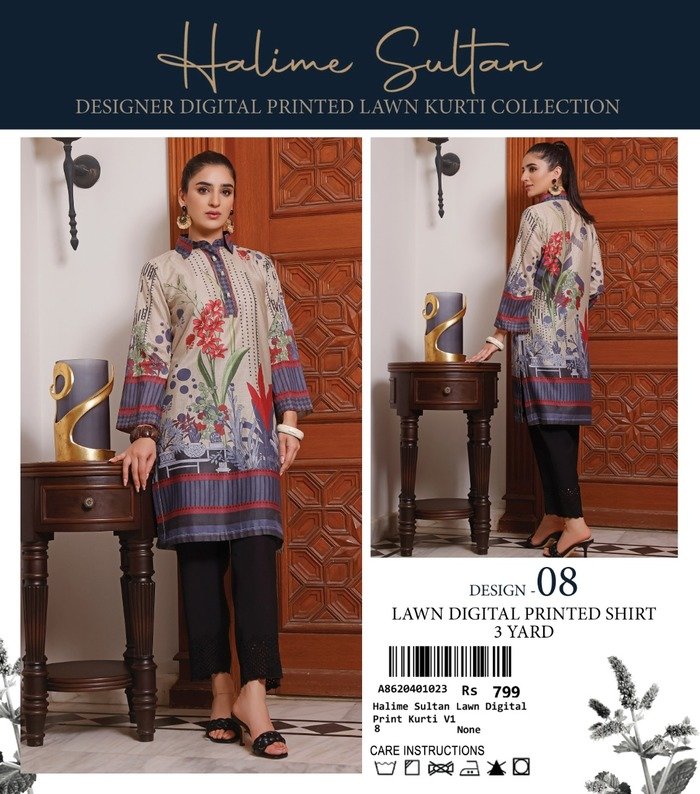 Halime Sultan
DESIGNER DIGITAL PRINTED LAWN KURTI COLLECTION
DESIGN -08
LAWN DIGITAL PRINTED SHIRT
3 YARD
A8620401023 Rs 799
Halime Sultan Lawn Digital
Print Kurti V1
8 None
CARE INSTRUCTIONS